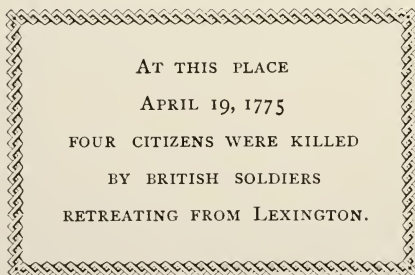 At this place
April 19, 1775
four citizens were killed
by british soldiers
retreating from Lexington.